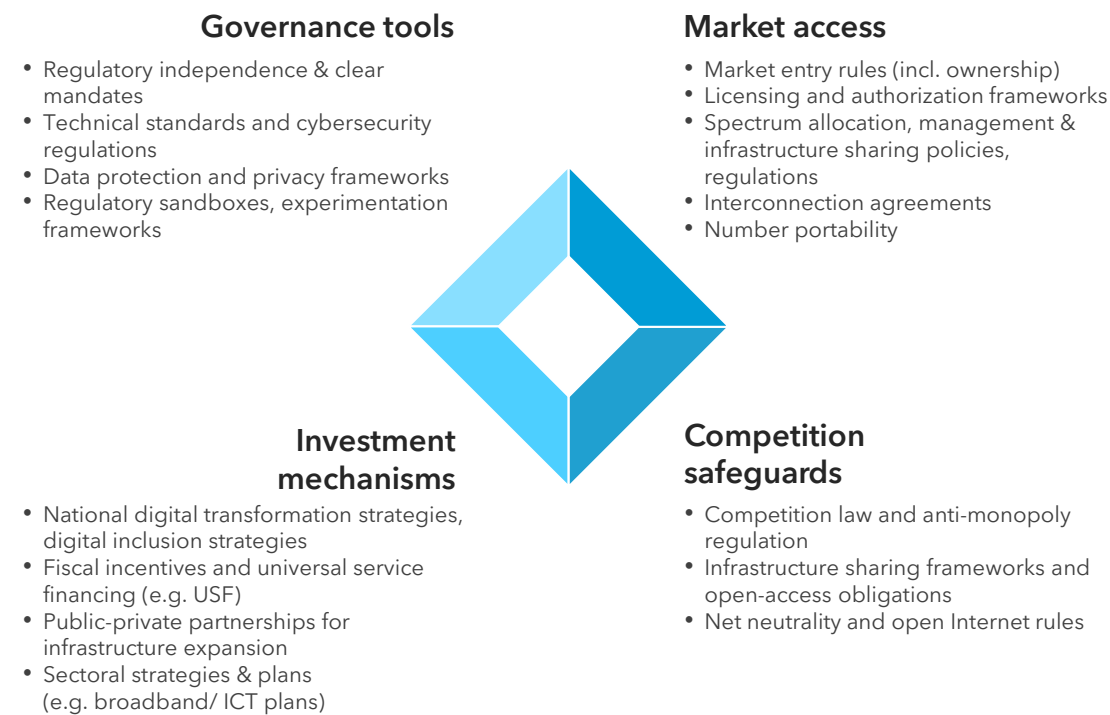 Governance tools
• Regulatory independence & clear
mandates
• Technical standards and cybersecurity
regulations
• Data protection and privacy frameworks
• Regulatory sandboxes, experimentation
frameworks
Market access
• Market entry rules (incl. ownership)
• Licensing and authorization frameworks
• Spectrum allocation, management &
infrastructure sharing policies,
regulations
• Interconnection agreements
• Number portability
Investment
mechanisms
• National digital transformation strategies,
digital inclusion strategies
• Fiscal incentives and universal service
financing (e.g. USF)
• Public-private partnerships for
infrastructure expansion
• Sectoral strategies & plans
(e.g. broadband/ ICT plans)
Competition
safeguards
• Competition law and anti-monopoly
regulation
• Infrastructure sharing frameworks and
open-access obligations
• Net neutrality and open Internet rules